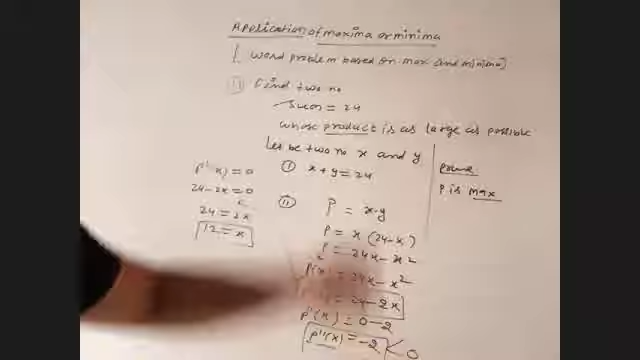 Application of maxima or minima
[ word problem based on max and minima]
(1) Find two no
sum = 24
whose product is as large as possible
Let be two no x and y
(I) x + y = 24
(II) P = x·y
P = x (24-x)
P = 24x - x²
P(x) = 24x - x²
= 24-2x
P''(x) = 0-2
P''(x) = -2 < 0
P'(x) = 0
24-2x=0
24 = 2x
12 = x
P is max